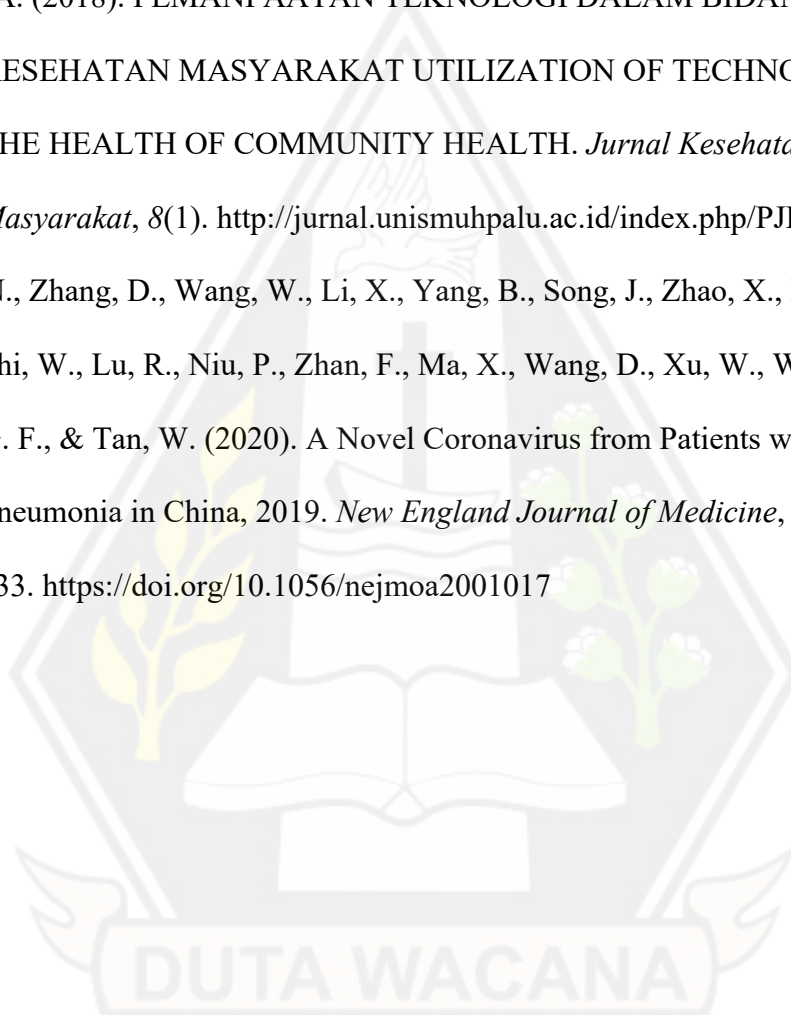 A. (2018). PEMANFAATAN TEKNOLOGI DALAM BIDAN
ESEHATAN MASYARAKAT UTILIZATION OF TECHNO
HE HEALTH OF COMMUNITY HEALTH. Jurnal Kesehata
Masyarakat, 8(1). http://jurnal.unismuhpalu.ac.id/index.php/PJ
N., Zhang, D., Wang, W., Li, X., Yang, B., Song, J., Zhao, X.,
hi, W., Lu, R., Niu, P., Zhan, F., Ma, X., Wang, D., Xu, W., W
. F., & Tan, W. (2020). A Novel Coronavirus from Patients w
neumonia in China, 2019. New England Journal of Medicine,
33. https://doi.org/10.1056/nejmoa2001017
DUTA WACANA